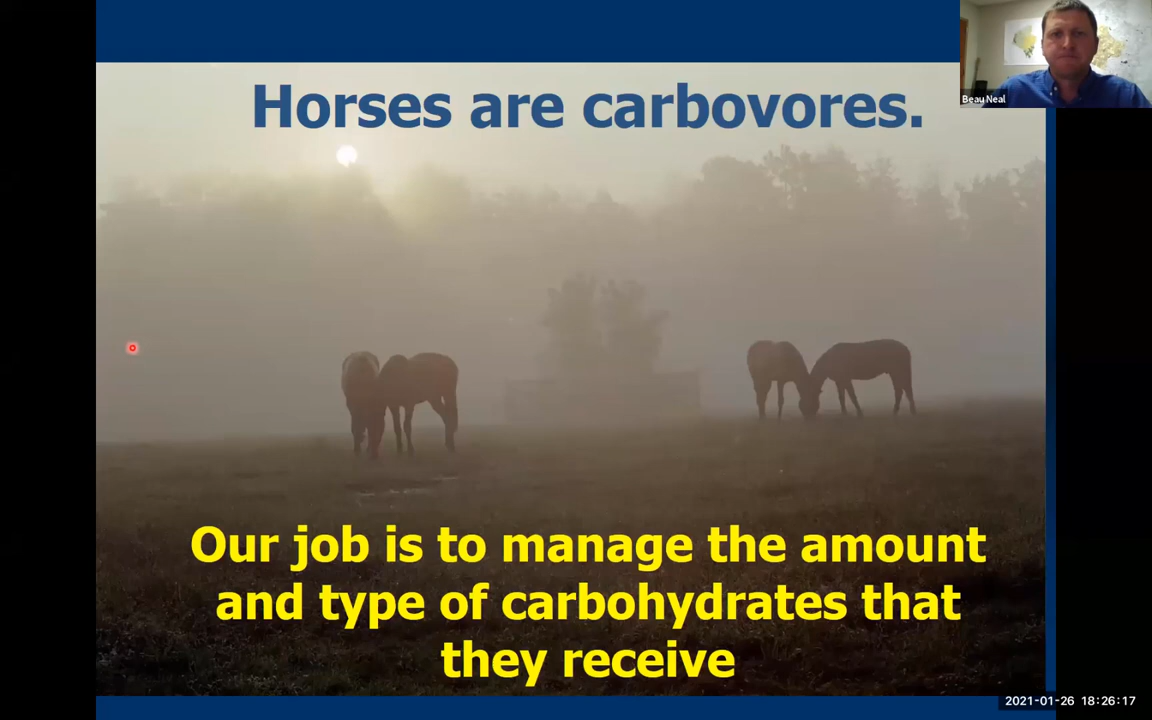 Horses are carbovores.
Beau Neal
Our job is to manage the amount
and type of carbohydrates that
they receive
2021-01-26 18:26:17